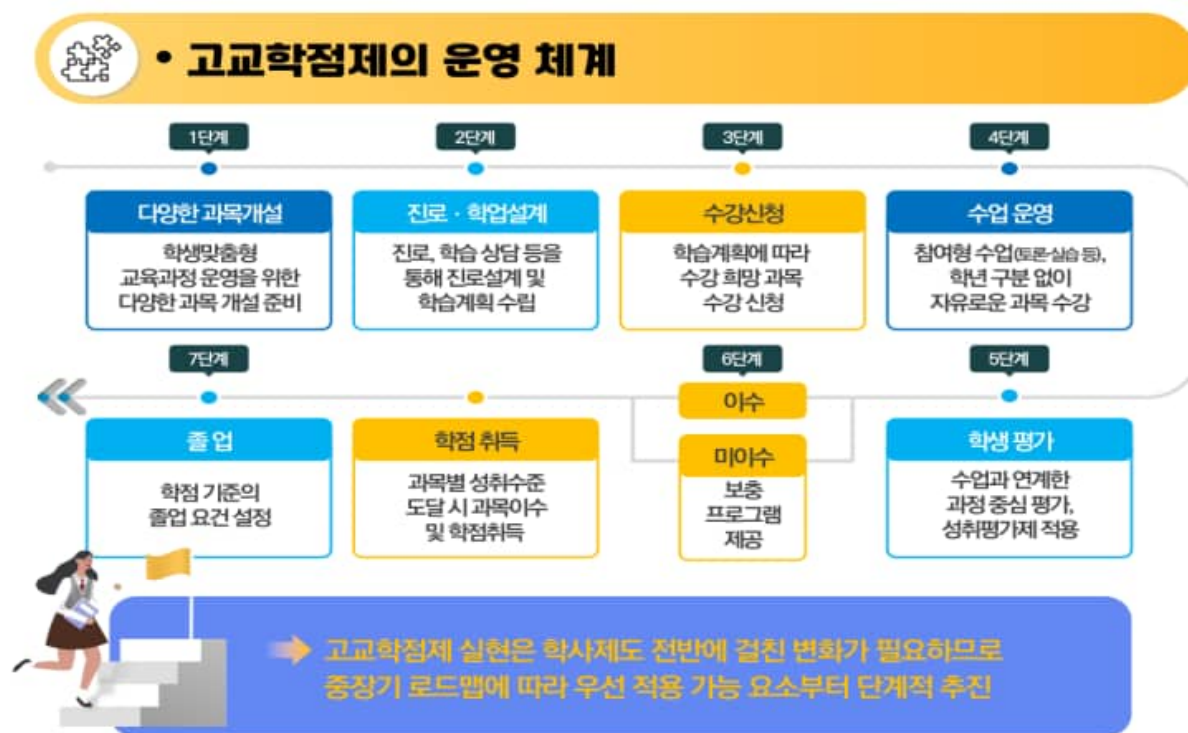 • 고교학점제의 운영 체계
1단계
다양한 과목개설
학생맞춤형
교육과정 운영을 위한
다양한 과목 개설 준비
2단계
진로 · 학업설계
진로, 학습 상담 등을
통해 진로설계 및
학습계획 수립
3단계
수강신청
학습계획에 따라
수강 희망 과목
수강 신청
4단계
수업 운영
참여형 수업(토론·실습 등),
학년 구분 없이
자유로운 과목 수강
5단계
학생 평가
수업과 연계한
과정 중심 평가,
성취평가제 적용
6단계
이수
미이수
보충
프로그램
제공
학점 취득
과목별 성취수준
도달 시 과목이수
및 학점취득
7단계
졸 업
학점 기준의
졸업 요건 설정
고교학점제 실현은 학사제도 전반에 걸친 변화가 필요하므로
중장기 로드맵에 따라 우선 적용 가능 요소부터 단계적 추진